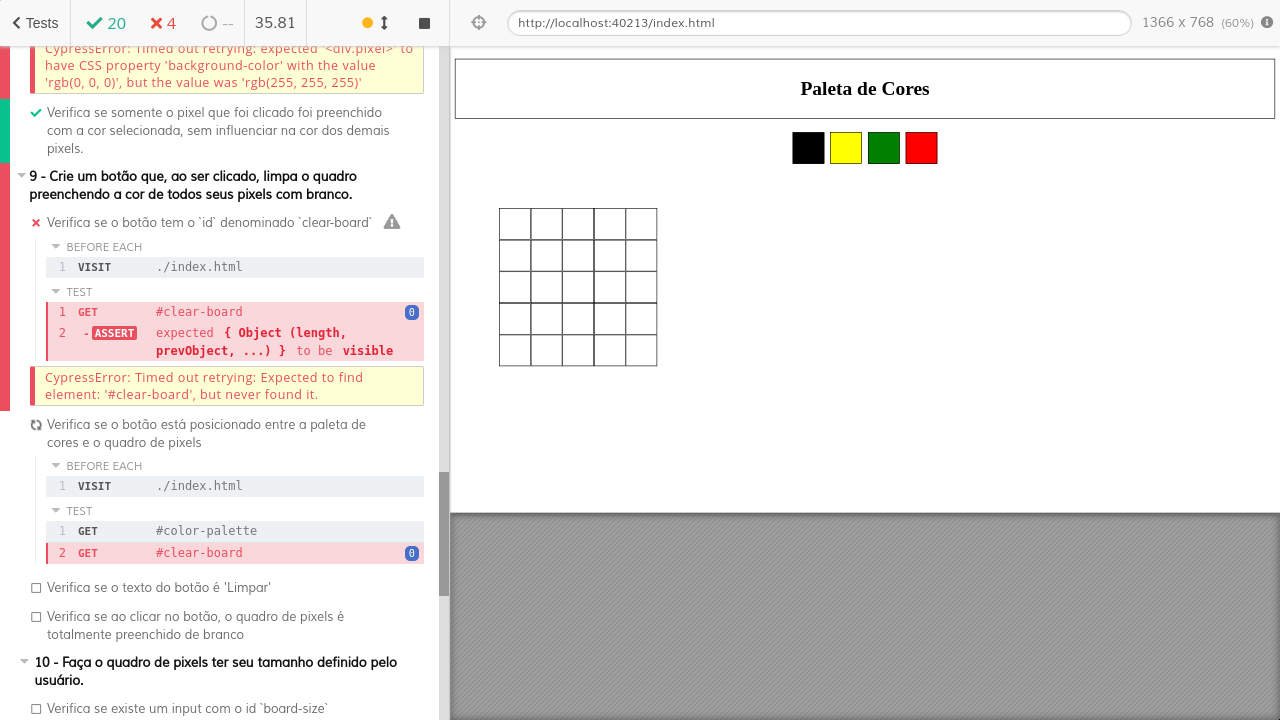 Tests 20 4 -- 35.81
http://localhost:40213/index.html 1366 x 768 (60%)
CypressError: Timed out retrying: expected '<div.pixel>' to
have CSS property 'background-color' with the value
'rgb(0, 0, 0)', but the value was 'rgb(255, 255, 255)'
Verifica se somente o pixel que foi clicado foi preenchido
com a cor selecionada, sem influenciar na cor dos demais
pixels.
9 - Crie um botão que, ao ser clicado, limpa o quadro
preenchendo a cor de todos seus pixels com branco.
Verifica se o botão tem o `id` denominado `clear-board`
BEFORE EACH
1 VISIT ./index.html
TEST
1 GET #clear-board 0
2 -ASSERT expected { Object (length,
prevObject, ...) } to be visible
CypressError: Timed out retrying: Expected to find
element: '#clear-board', but never found it.
Verifica se o botão está posicionado entre a paleta de
cores e o quadro de pixels
BEFORE EACH
1 VISIT ./index.html
TEST
1 GET #color-palette
2 GET #clear-board 0
Verifica se o texto do botão é 'Limpar'
Verifica se ao clicar no botão, o quadro de pixels é
totalmente preenchido de branco
10 - Faça o quadro de pixels ter seu tamanho definido pelo
usuário.
Verifica se existe um input com o id `board-size`
Paleta de Cores